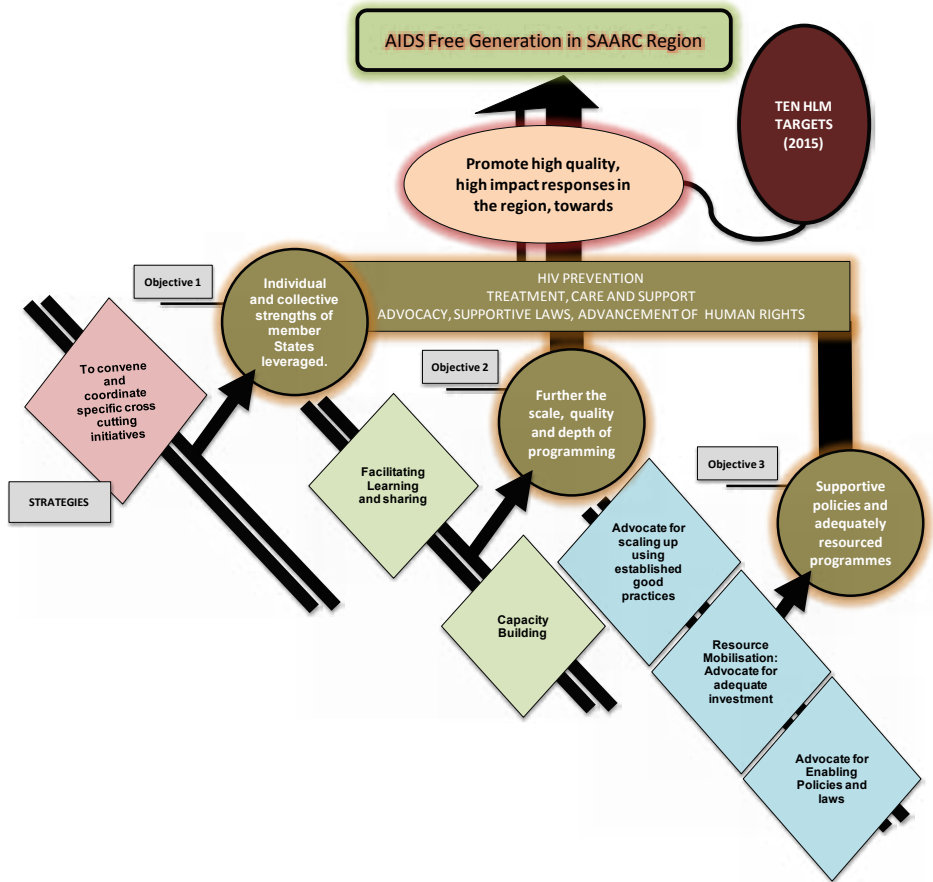 AIDS Free Generation in SAARC Region
TEN HLM
TARGETS
(2015)
Promote high quality,
high impact responses in
the region, towards
HIV PREVENTION
TREATMENT, CARE AND SUPPORT
ADVOCACY, SUPPORTIVE LAWS, ADVANCEMENT OF HUMAN RIGHTS
Objective 1
Individual
and collective
strengths of
member
States
leveraged.
To convene
and
coordinate
specific cross
cutting
initiatives
STRATEGIES
Objective 2
Further the
scale, quality
and depth of
programming
Facilitating
Learning
and sharing
Capacity
Building
Objective 3
Supportive
policies and
adequately
resourced
programmes
Advocate for
scaling up
using
established
good
practices
Resource
Mobilisation:
Advocate for
adequate
investment
Advocate for
Enabling
Policies and
laws